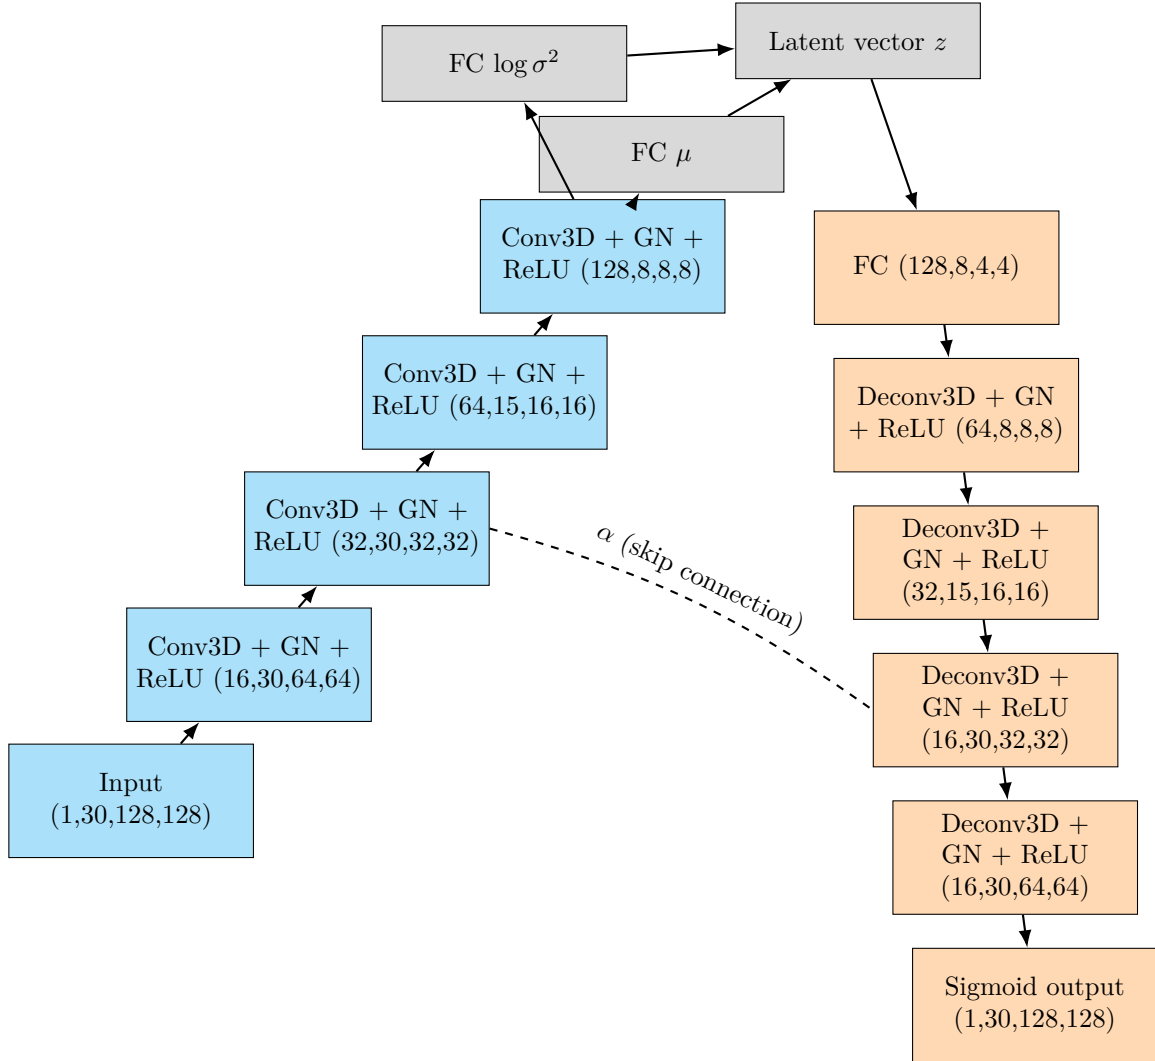 FC log σ²
Latent vector z
FC μ
Conv3D + GN +
ReLU (128,8,8,8)
FC (128,8,4,4)
Conv3D + GN +
ReLU (64,15,16,16)
Deconv3D + GN
+ ReLU (64,8,8,8)
Conv3D + GN +
ReLU (32,30,32,32)
α (skip connection)
Deconv3D +
GN + ReLU
(32,15,16,16)
Conv3D + GN +
ReLU (16,30,64,64)
Deconv3D +
GN + ReLU
(16,30,32,32)
Input
(1,30,128,128)
Deconv3D +
GN + ReLU
(16,30,64,64)
Sigmoid output
(1,30,128,128)